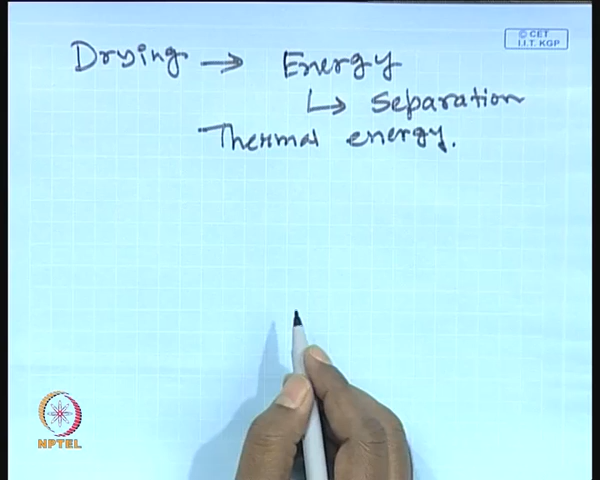 Drying → Energy
↳ Separation
Thermal energy.
© CET
I.I.T. KGP
NPTEL